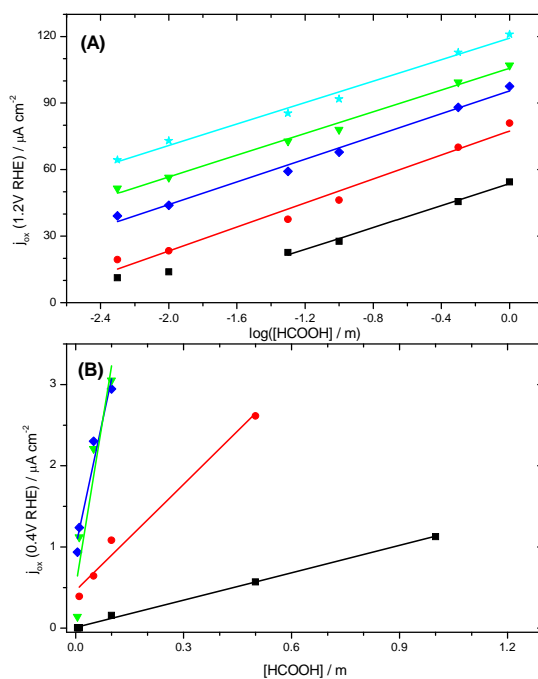 (A)
120
90
60
30
0
j_ox (1.2V RHE) / μA cm⁻²
-2.4 -2.0 -1.6 -1.2 -0.8 -0.4 0.0
log([HCOOH] / m)
(B)
3
2
1
0
j_ox (0.4V RHE) / μA cm⁻²
0.0 0.3 0.6 0.9 1.2
[HCOOH] / m